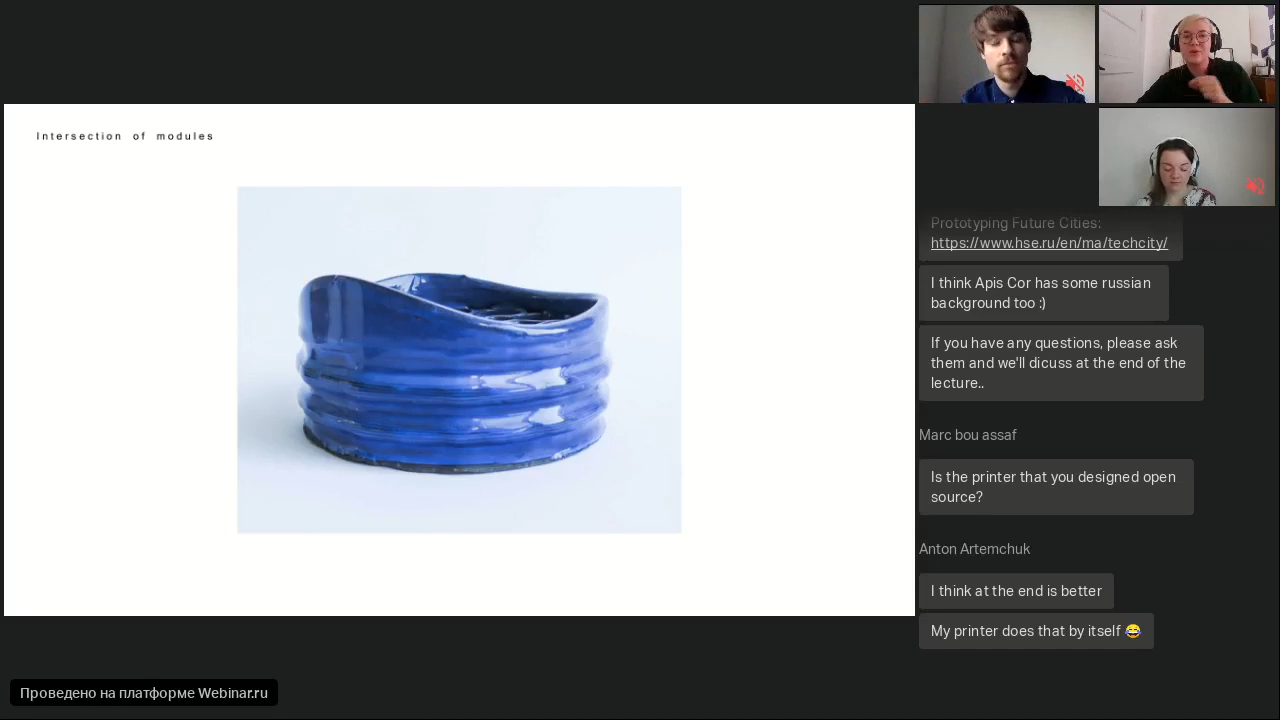 Intersection of modules
Prototyping Future Cities:
https://www.hse.ru/en/ma/techcity/
I think Apis Cor has some russian
background too :)
If you have any questions, please ask
them and we'll dicuss at the end of the
lecture..
Marc bou assaf
Is the printer that you designed open
source?
Anton Artemchuk
I think at the end is better
My printer does that by itself 😂
Проведено на платформе Webinar.ru